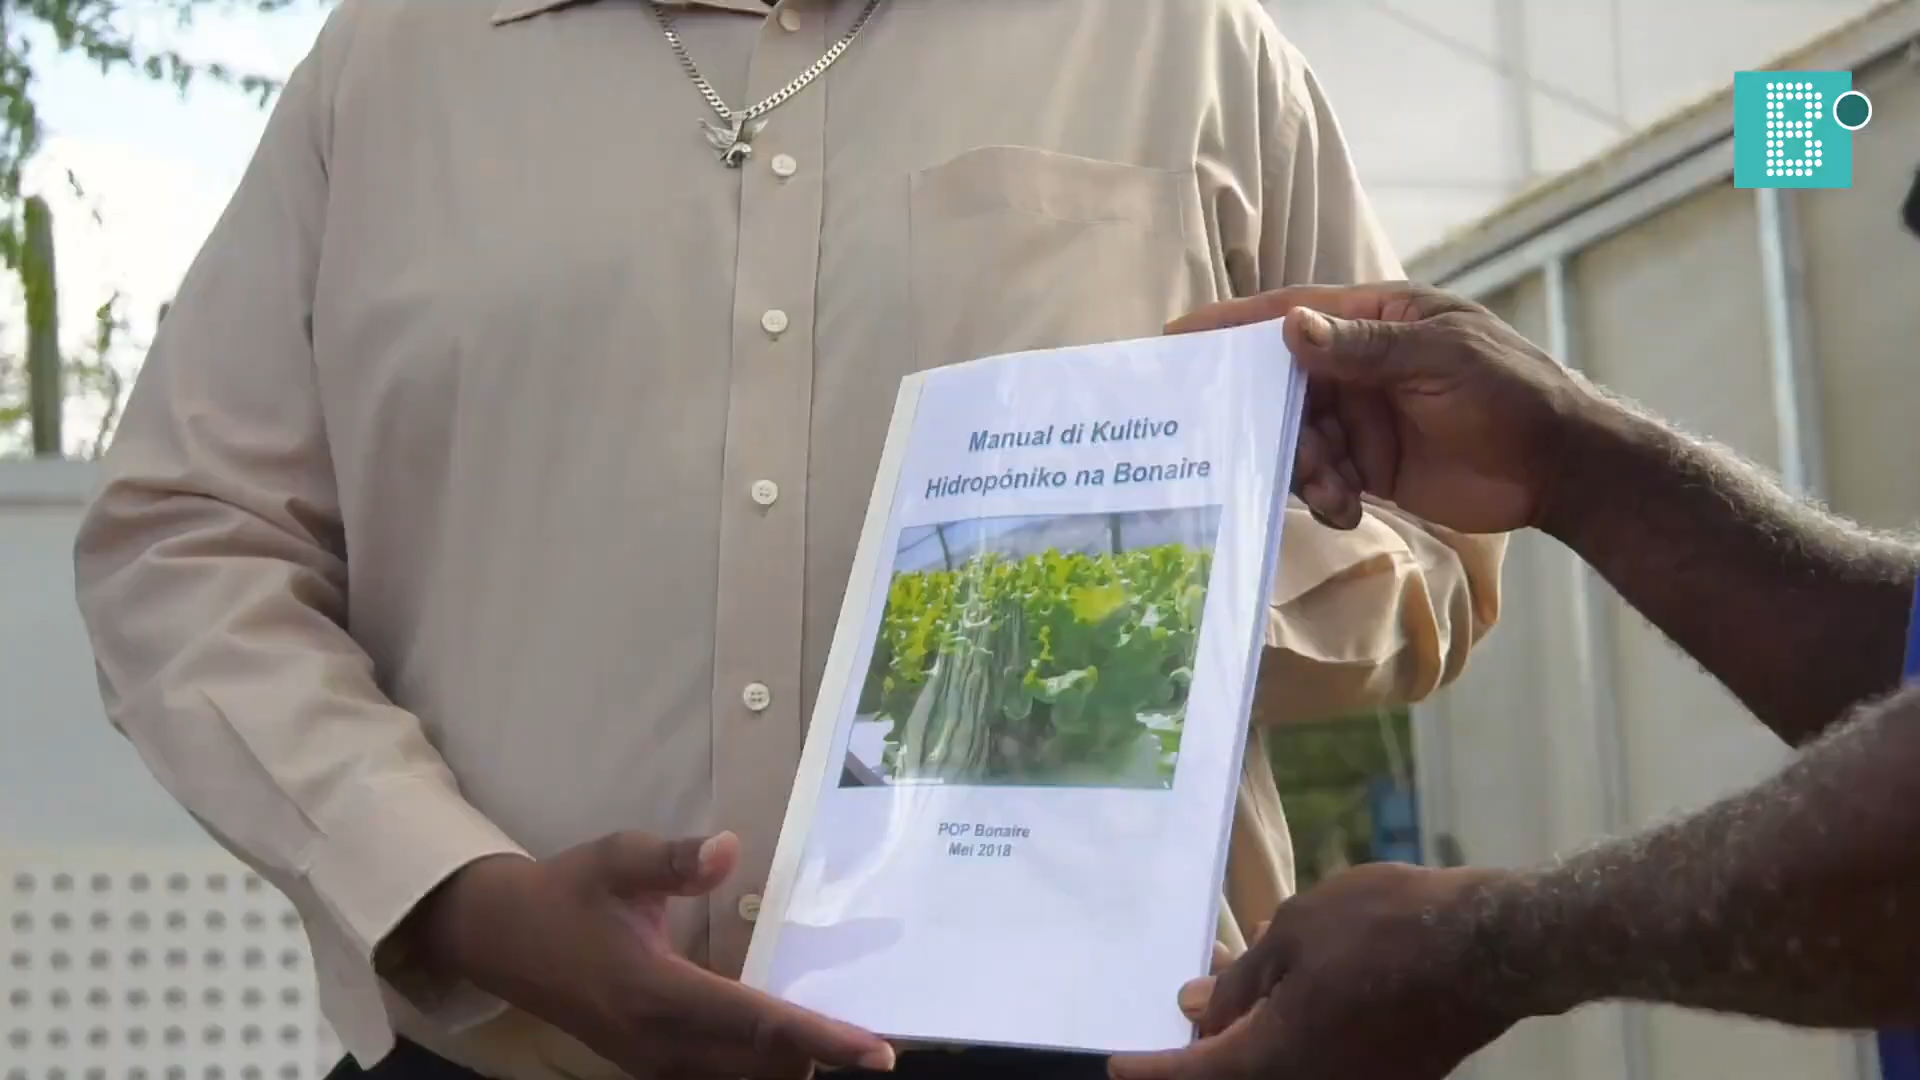 B
Manual di Kultivo
Hidropóniko na Bonaire
POP Bonaire
Mei 2018